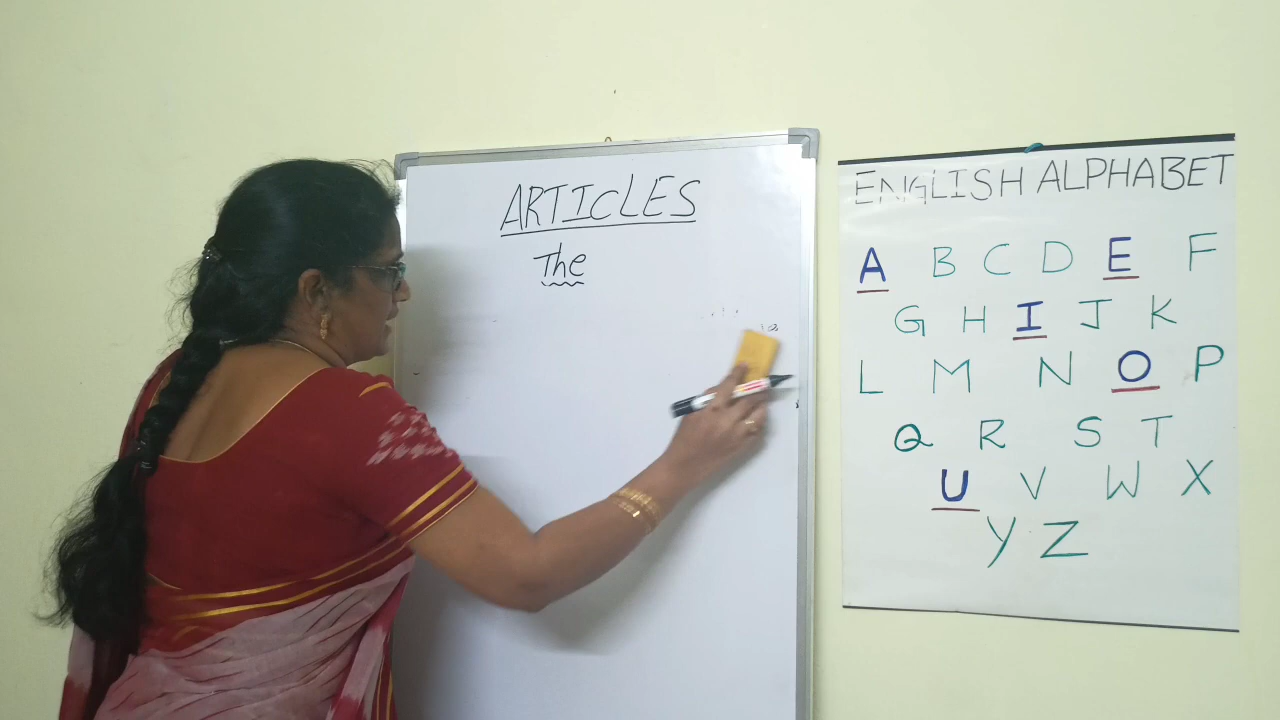 ARTICLES
The
ENGLISH ALPHABET
A B C D E F
G H I J K
L M N O P
Q R S T
U V W X
Y Z